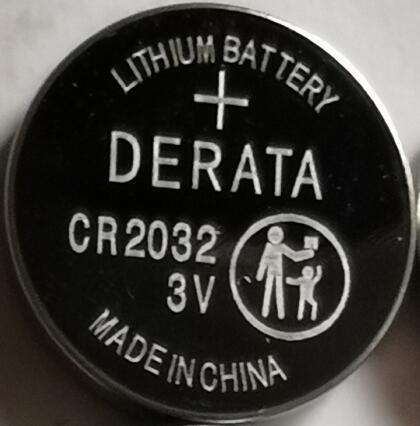 LITHIUM BATTERY
+
DERATA
CR2032
3V
MADE IN CHINA